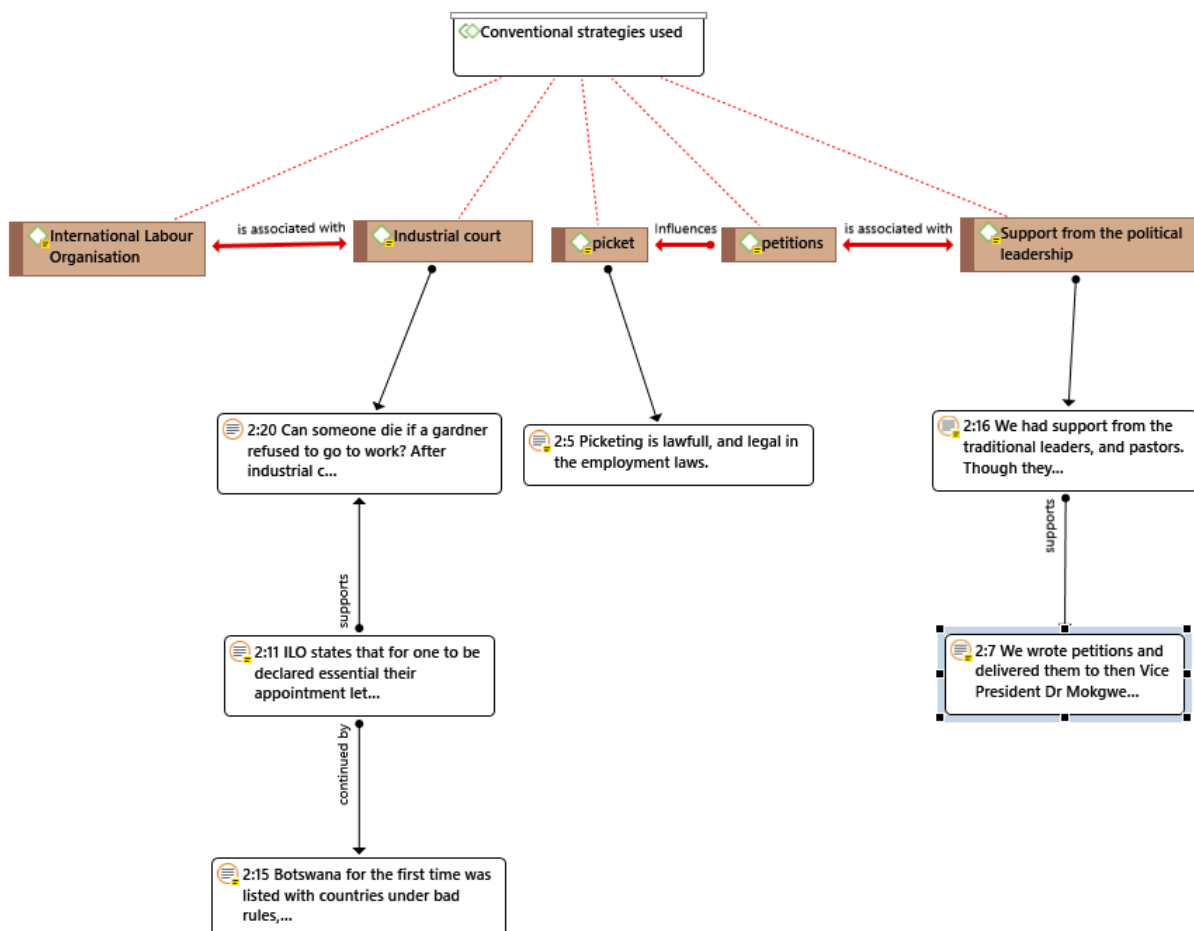 Conventional strategies used
International Labour
Organisation
is associated with
Industrial court
picket
Influences
petitions
is associated with
Support from the political
leadership
2:20 Can someone die if a gardner
refused to go to work? After
industrial c...
2:5 Picketing is lawfull, and legal in
the employment laws.
2:16 We had support from the
traditional leaders, and pastors.
Though they...
supports
supports
2:11 ILO states that for one to be
declared essential their
appointment let...
2:7 We wrote petitions and
delivered them to then Vice
President Dr Mokgwe...
continued by
2:15 Botswana for the first time was
listed with countries under bad
rules,...